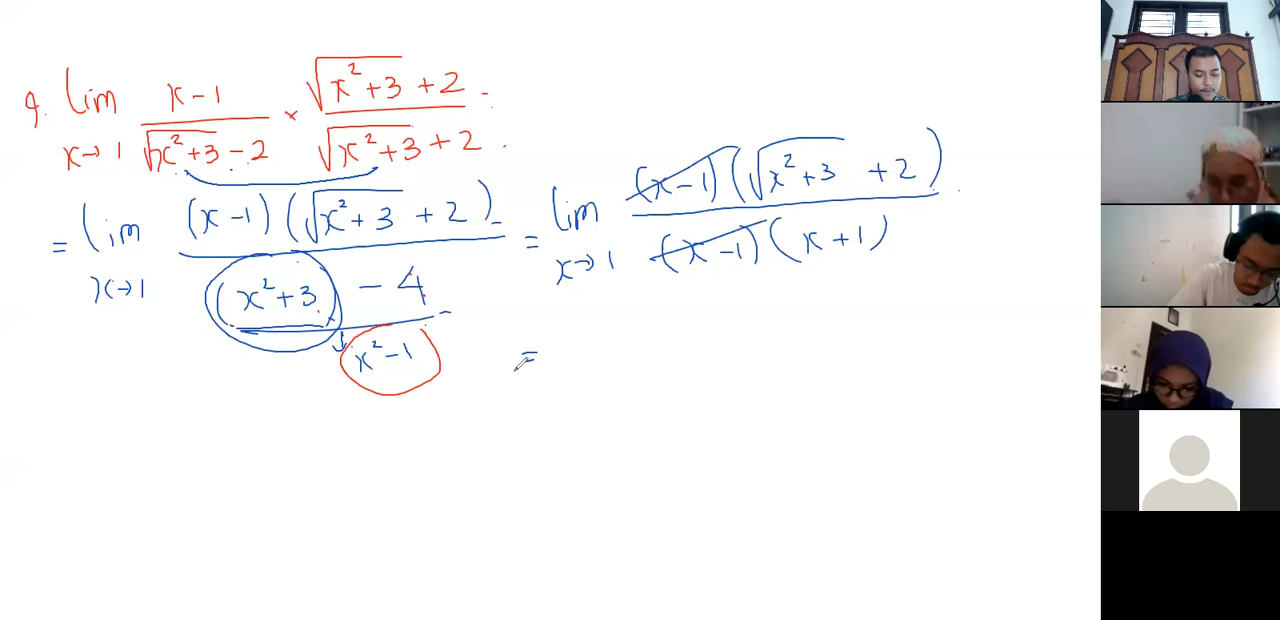 9. lim x→1 (x-1)/(√(x²+3) - 2) × (√(x²+3) + 2)/(√(x²+3) + 2)
= lim x→1 (x-1)(√(x²+3) + 2)/((x²+3) - 4) = lim x→1 (x-1)(√(x²+3) + 2)/((x-1)(x+1))
x²-1
=